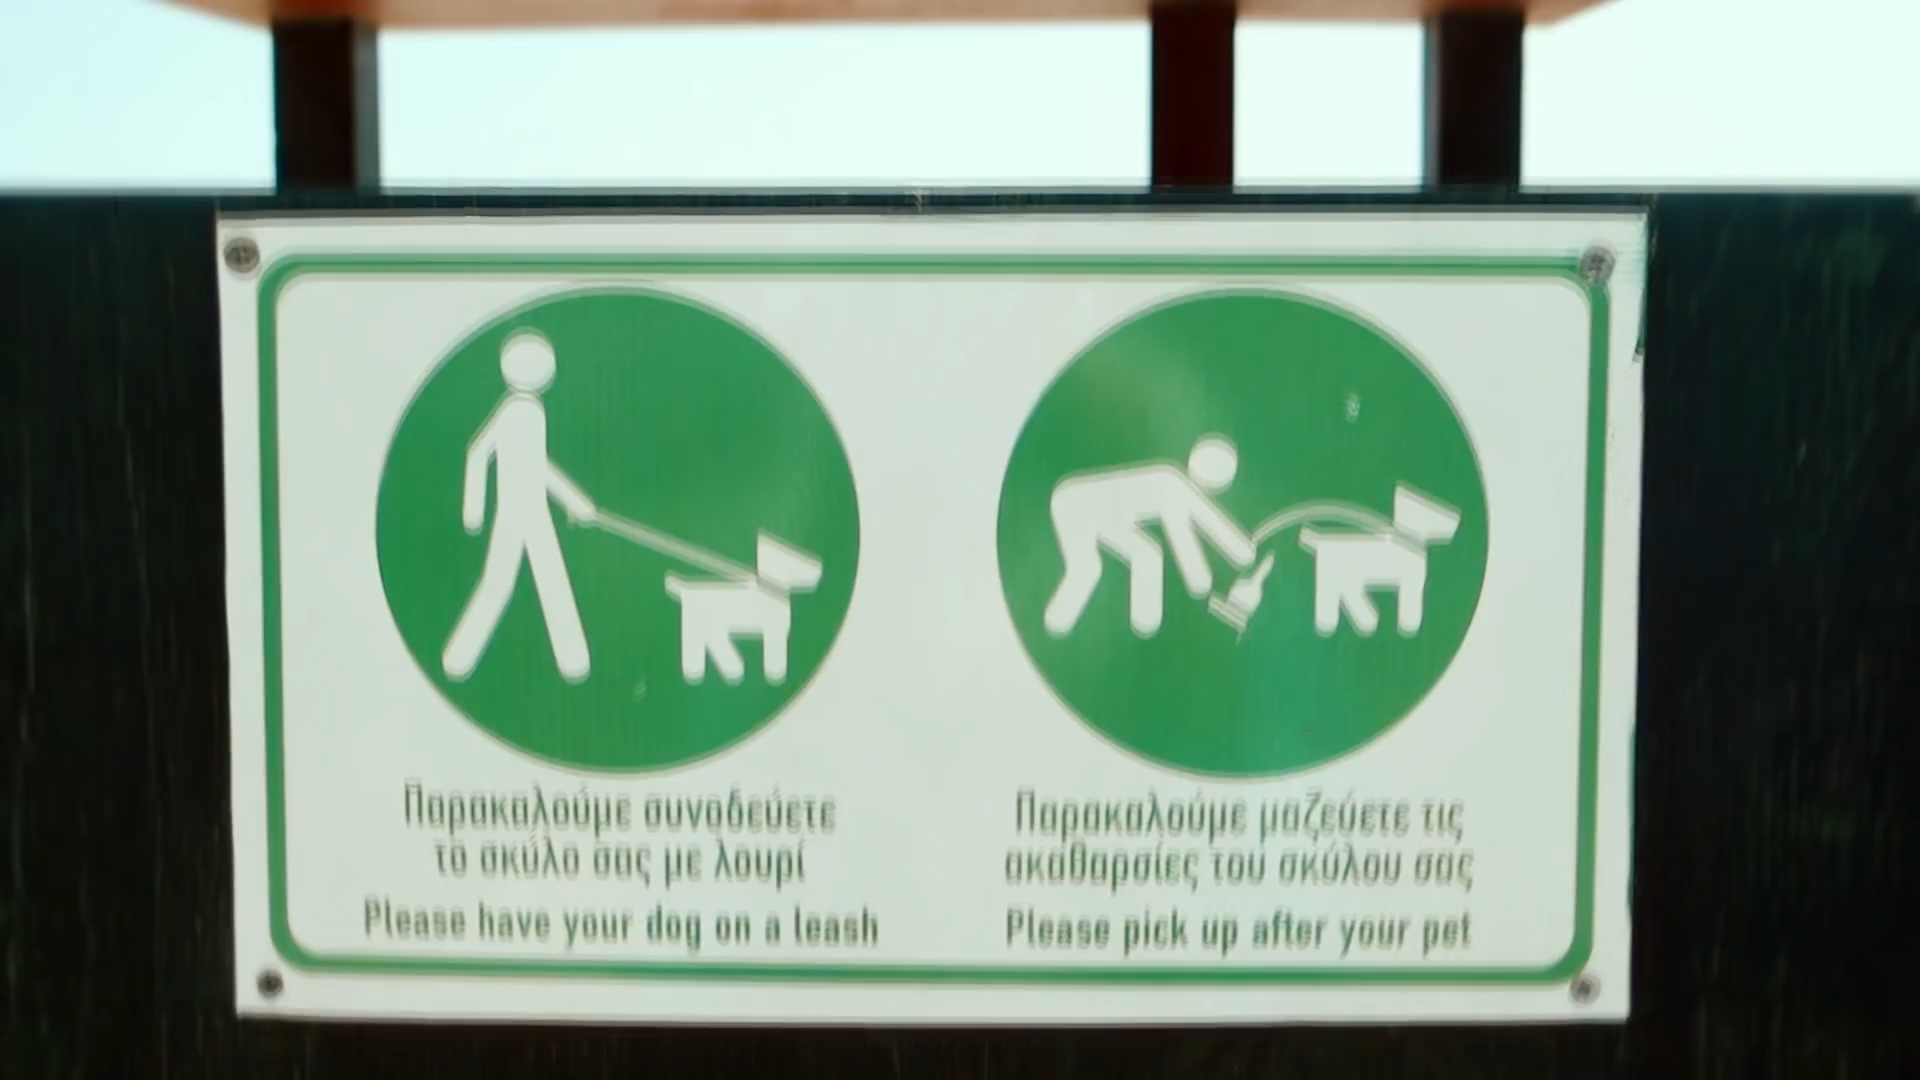 Παρακαλούμε συνοδεύετε
το σκύλο σας με λουρί
Please have your dog on a leash
Παρακαλούμε μαζεύετε τις
ακαθαρσίες του σκύλου σας
Please pick up after your pet